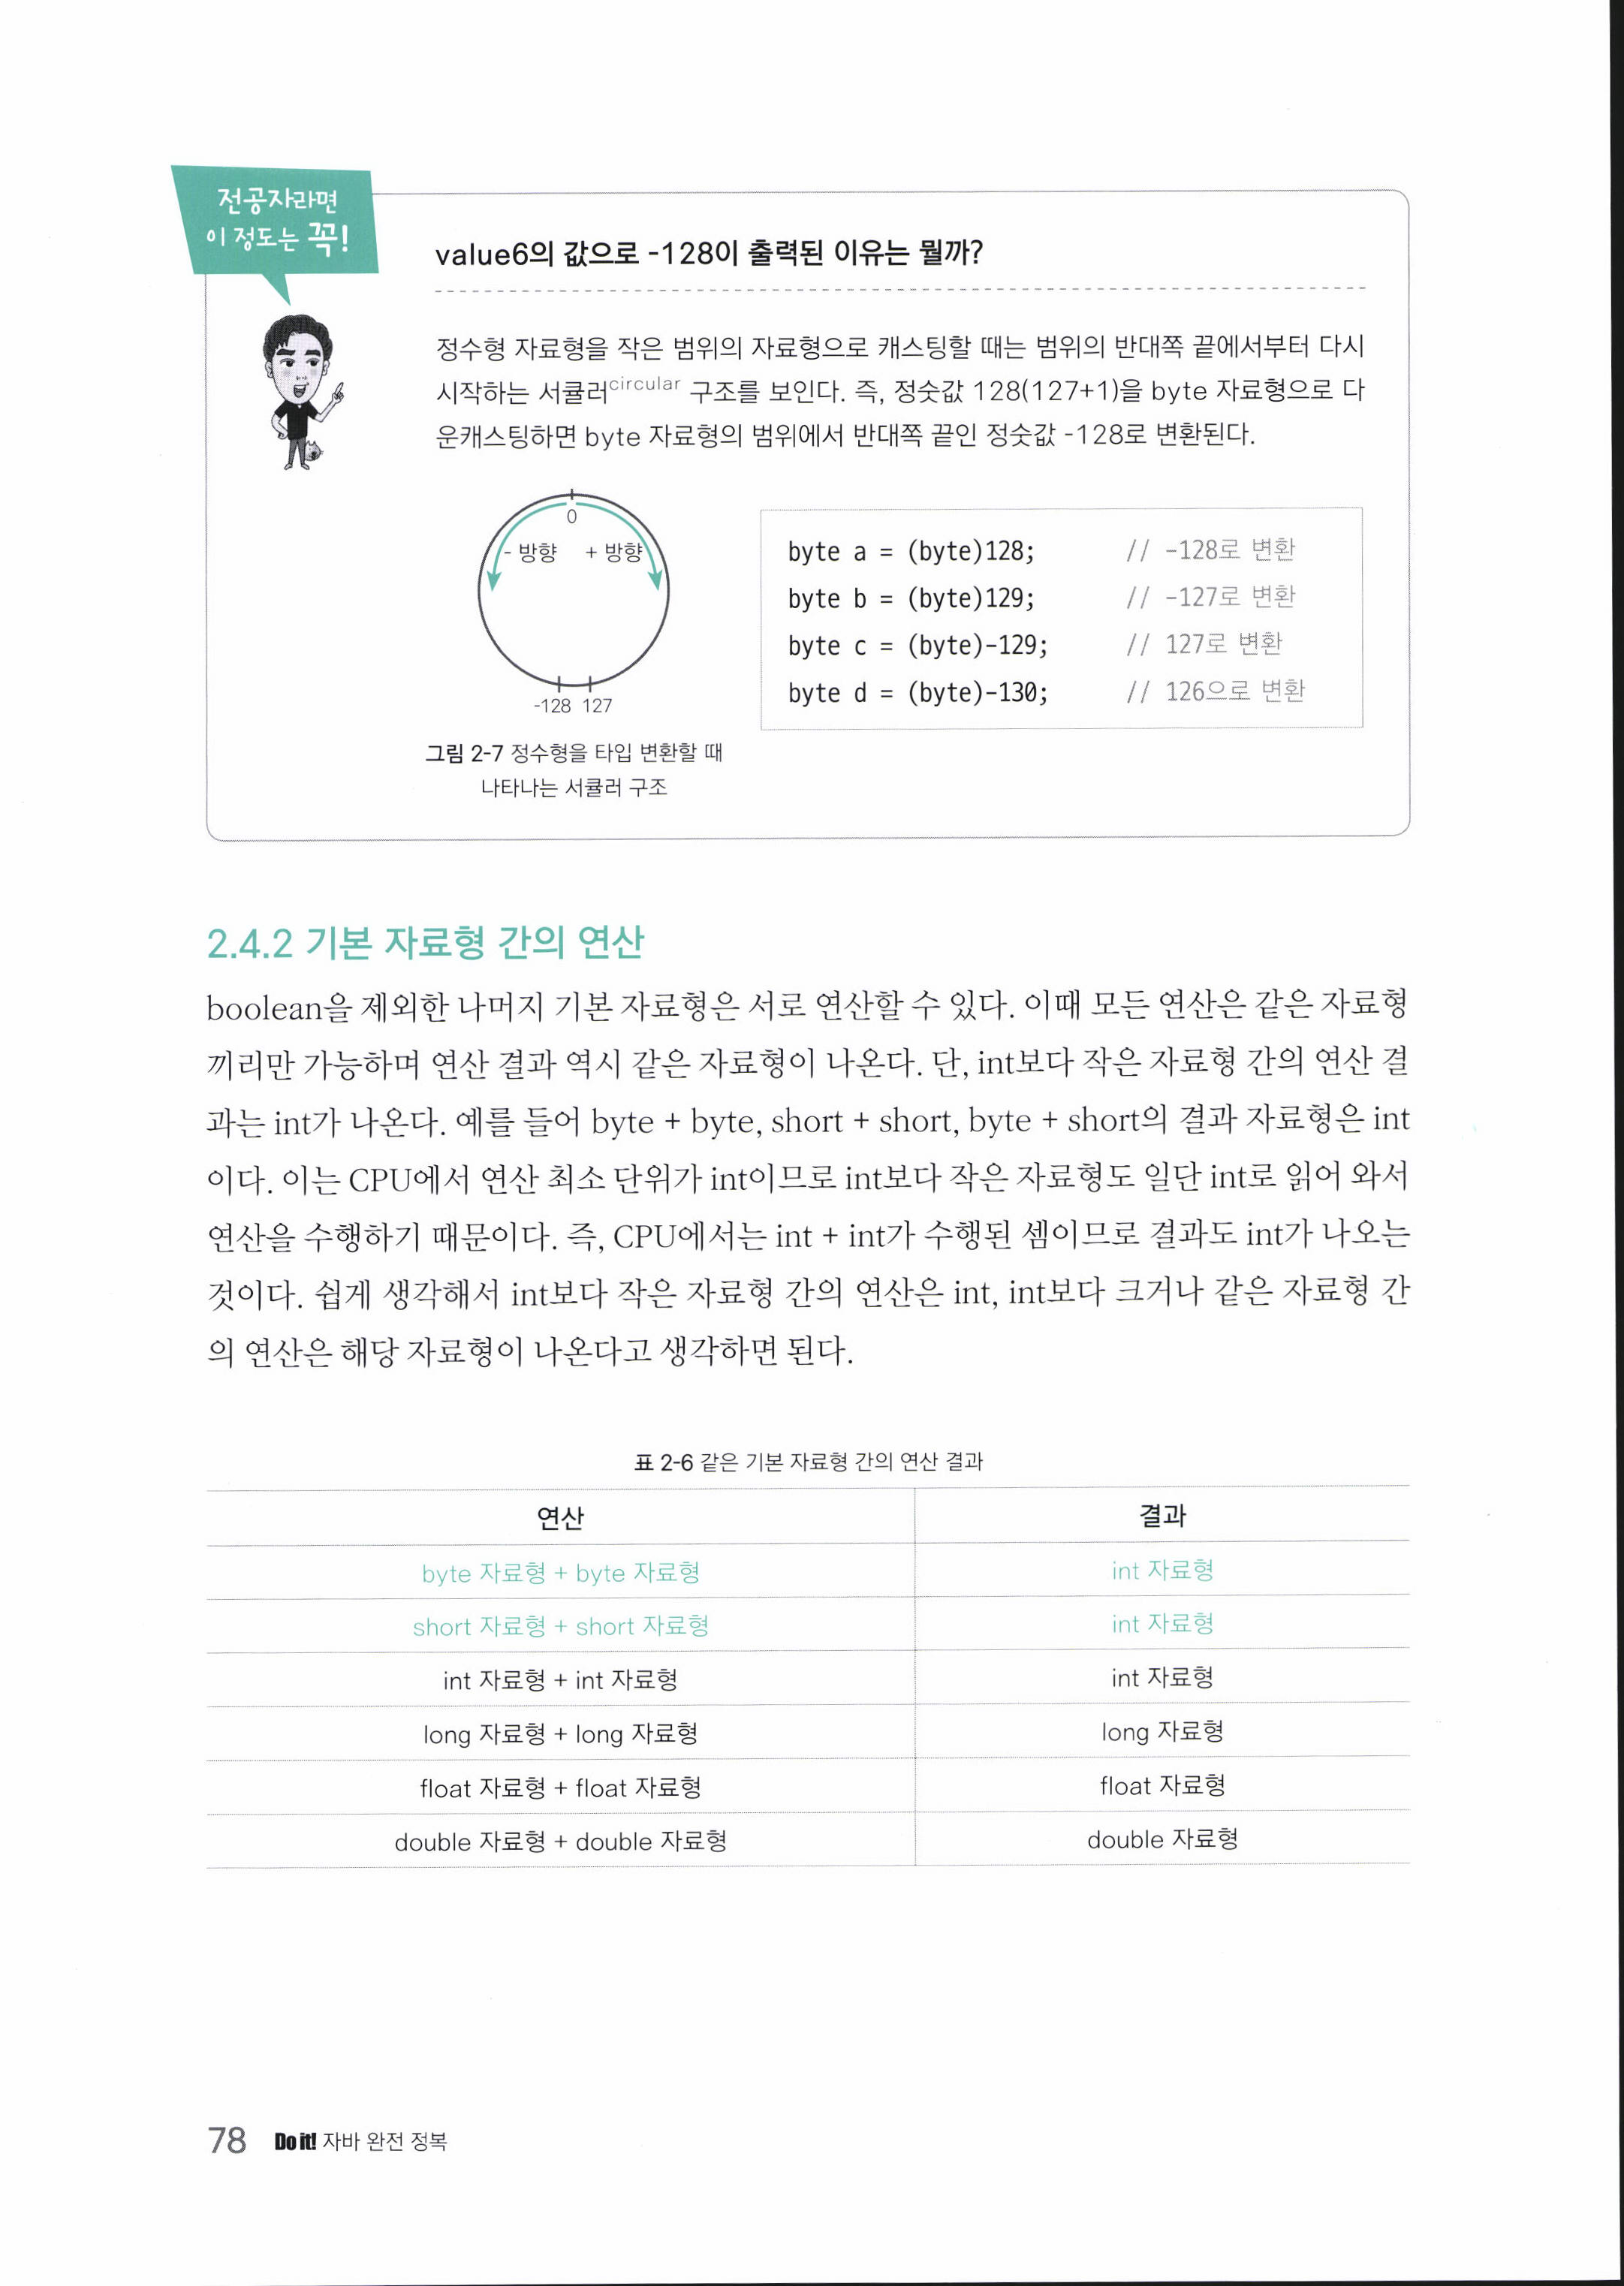 전공자라면
이 정도는 꼭!
value6의 값으로 -128이 출력된 이유는 뭘까?
정수형 자료형을 작은 범위의 자료형으로 캐스팅할 때는 범위의 반대쪽 끝에서부터 다시
시작하는 서큘러circular 구조를 보인다. 즉, 정숫값 128(127+1)을 byte 자료형으로 다
운캐스팅하면 byte 자료형의 범위에서 반대쪽 끝인 정숫값 -128로 변환된다.
0
- 방향 + 방향
-128 127
그림 2-7 정수형을 타입 변환할 때
나타나는 서큘러 구조
byte a = (byte)128; // -128로 변환
byte b = (byte)129; // -127로 변환
byte c = (byte)-129; // 127로 변환
byte d = (byte)-130; // 126으로 변환
2.4.2 기본 자료형 간의 연산
boolean을 제외한 나머지 기본 자료형은 서로 연산할 수 있다. 이때 모든 연산은 같은 자료형
끼리만 가능하며 연산 결과 역시 같은 자료형이 나온다. 단, int보다 작은 자료형 간의 연산 결
과는 int가 나온다. 예를 들어 byte + byte, short + short, byte + short의 결과 자료형은 int
이다. 이는 CPU에서 연산 최소 단위가 int이므로 int보다 작은 자료형도 일단 int로 읽어 와서
연산을 수행하기 때문이다. 즉, CPU에서는 int + int가 수행된 셈이므로 결과도 int가 나오는
것이다. 쉽게 생각해서 int보다 작은 자료형 간의 연산은 int, int보다 크거나 같은 자료형 간
의 연산은 해당 자료형이 나온다고 생각하면 된다.
표 2-6 같은 기본 자료형 간의 연산 결과
연산 결과
byte 자료형 + byte 자료형 int 자료형
short 자료형 + short 자료형 int 자료형
int 자료형 + int 자료형 int 자료형
long 자료형 + long 자료형 long 자료형
float 자료형 + float 자료형 float 자료형
double 자료형 + double 자료형 double 자료형
78 Do it! 자바 완전 정복